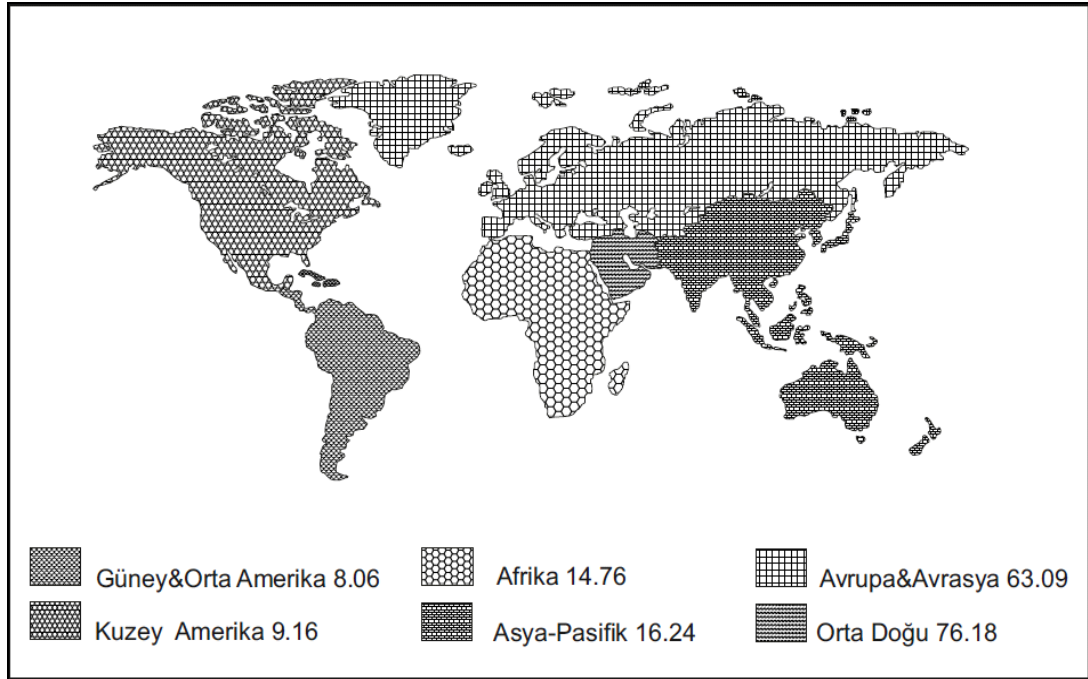 Güney&Orta Amerika 8.06
Afrika 14.76
Avrupa&Avrasya 63.09
Kuzey Amerika 9.16
Asya-Pasifik 16.24
Orta Doğu 76.18